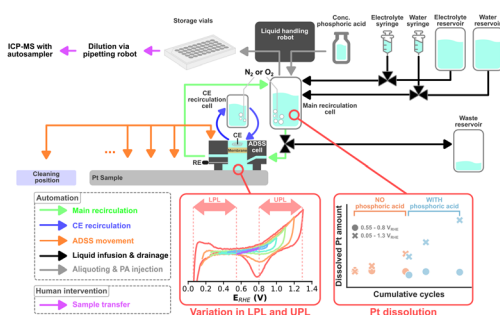 ICP-MS with
autosampler
Dilution via
pipetting robot
Storage vials
Liquid handling
robot
Conc.
phosphoric acid
Electrolyte
syringe
Water
syringe
Electrolyte
reservoir
Water
reservoir
N₂ or O₂
CE
recirculation
cell
Main recirculation cell
CE
Membrane
ADSS
cell
RE
Waste
reservoir
...
Cleaning
position
Pt Sample
Automation
Main recirculation
CE recirculation
ADSS movement
Liquid infusion & drainage
Aliquoting & PA injection
Human intervention
Sample transfer
LPL
UPL
0.0 0.2 0.4 0.6 0.8 1.0 1.2 1.4
E_RHE (V)
Variation in LPL and UPL
NO
phosphoric acid
WITH
phosphoric acid
0.55 - 0.8 V_RHE
0.05 - 1.3 V_RHE
Dissolved Pt amount
Cumulative cycles
Pt dissolution